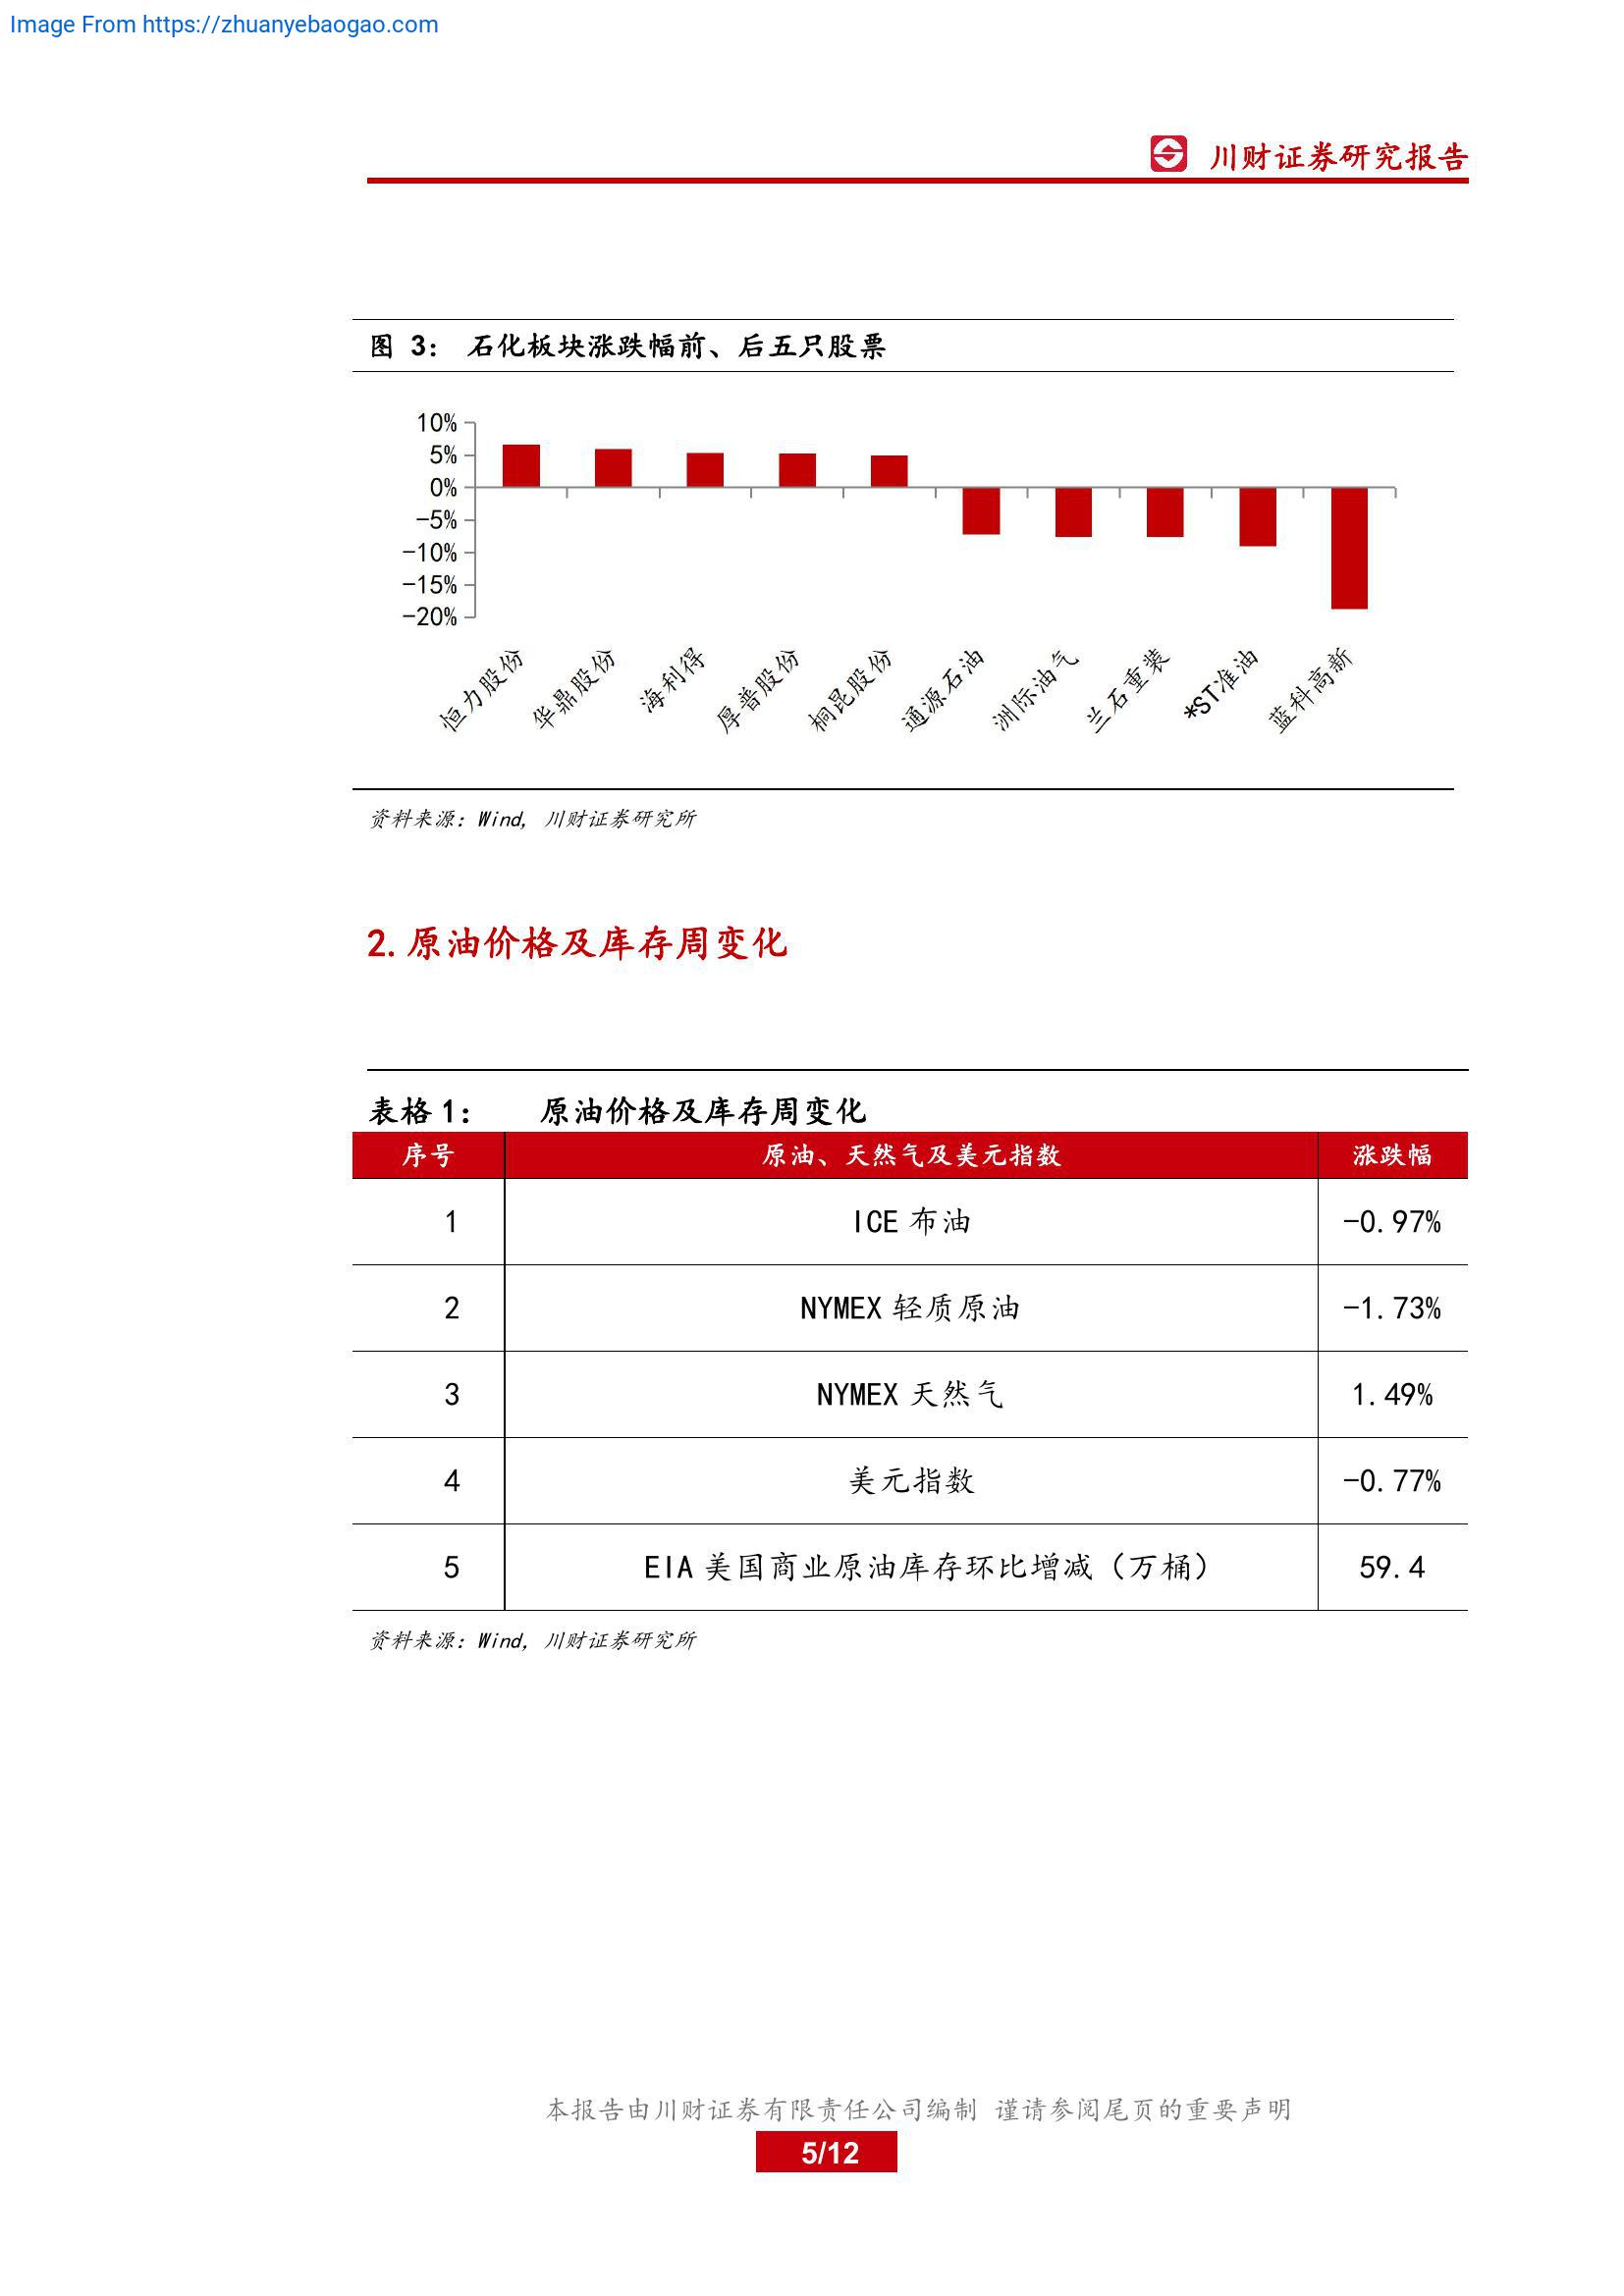 Image From https://zhuanyebaogao.com
川财证券研究报告
图 3： 石化板块涨跌幅前、后五只股票
10%
5%
0%
-5%
-10%
-15%
-20%
恒力股份
华鼎股份
海利得
厚普股份
桐昆股份
通源石油
洲际油气
兰石重装
*ST准油
蓝科高新
资料来源：Wind, 川财证券研究所
2.原油价格及库存周变化
表格 1： 原油价格及库存周变化
序号 原油、天然气及美元指数 涨跌幅
1 ICE 布油 -0.97%
2 NYMEX 轻质原油 -1.73%
3 NYMEX 天然气 1.49%
4 美元指数 -0.77%
5 EIA 美国商业原油库存环比增减（万桶） 59.4
资料来源：Wind, 川财证券研究所
本报告由川财证券有限责任公司编制 谨请参阅尾页的重要声明
5/12